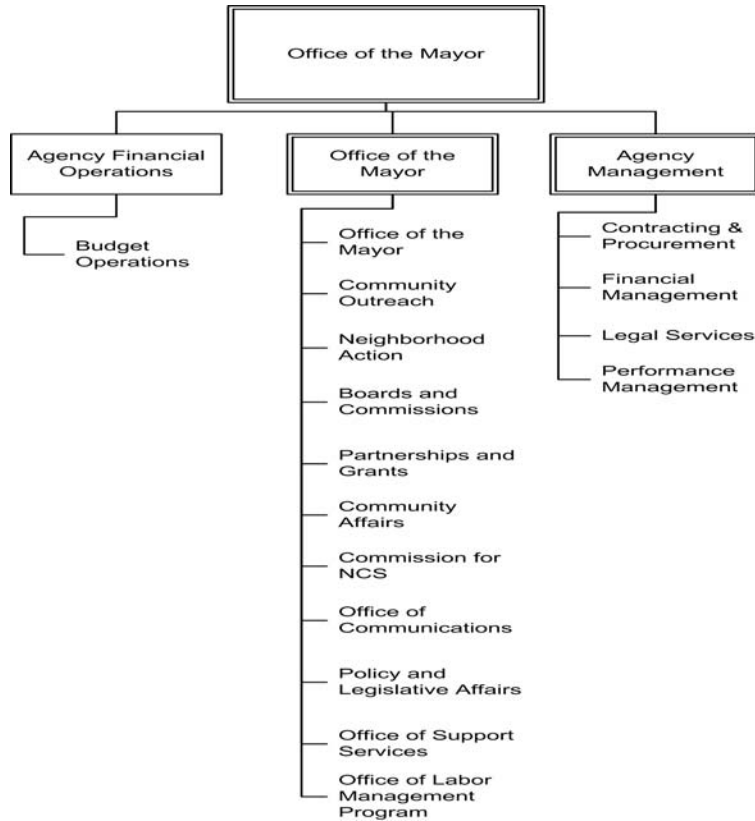 Office of the Mayor
Agency Financial
Operations
Budget
Operations
Office of the
Mayor
Office of the
Mayor
Community
Outreach
Neighborhood
Action
Boards and
Commissions
Partnerships and
Grants
Community
Affairs
Commission for
NCS
Office of
Communications
Policy and
Legislative Affairs
Office of Support
Services
Office of Labor
Management
Program
Agency
Management
Contracting &
Procurement
Financial
Management
Legal Services
Performance
Management